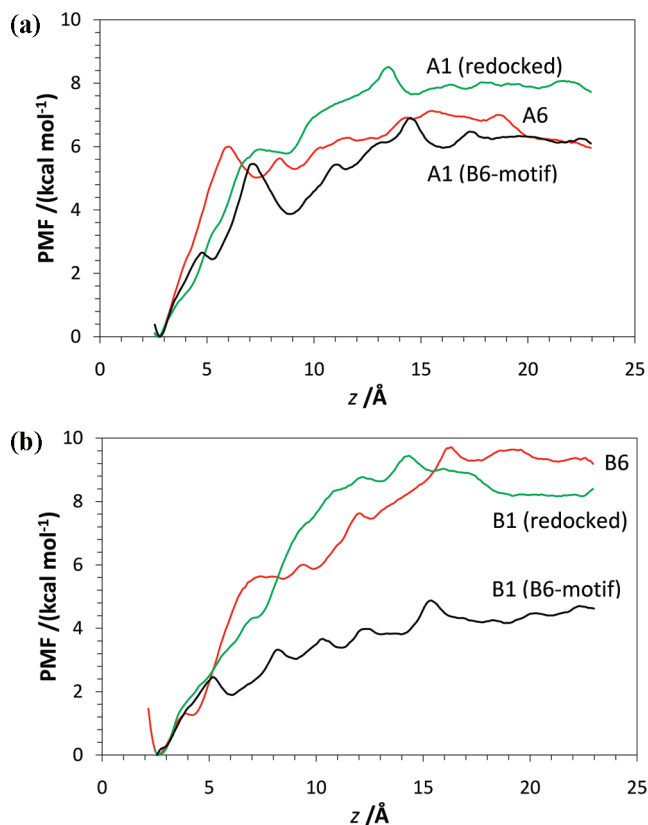 (a)
PMF /(kcal mol⁻¹)
10
8
6
4
2
0
A1 (redocked)
A6
A1 (B6-motif)
0 5 10 15 20 25
z /Å
(b)
PMF /(kcal mol⁻¹)
10
8
6
4
2
0
B6
B1 (redocked)
B1 (B6-motif)
0 5 10 15 20 25
z /Å